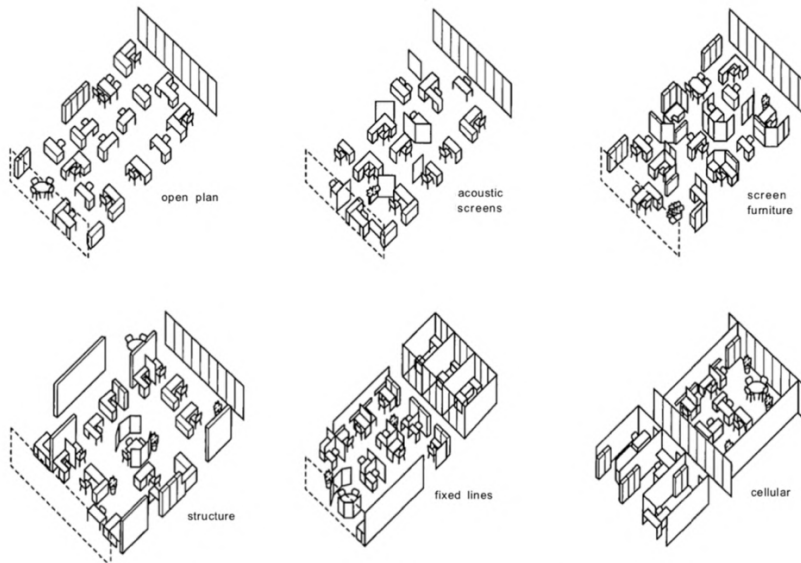 open plan
acoustic
screens
screen
furniture
structure
fixed lines
cellular